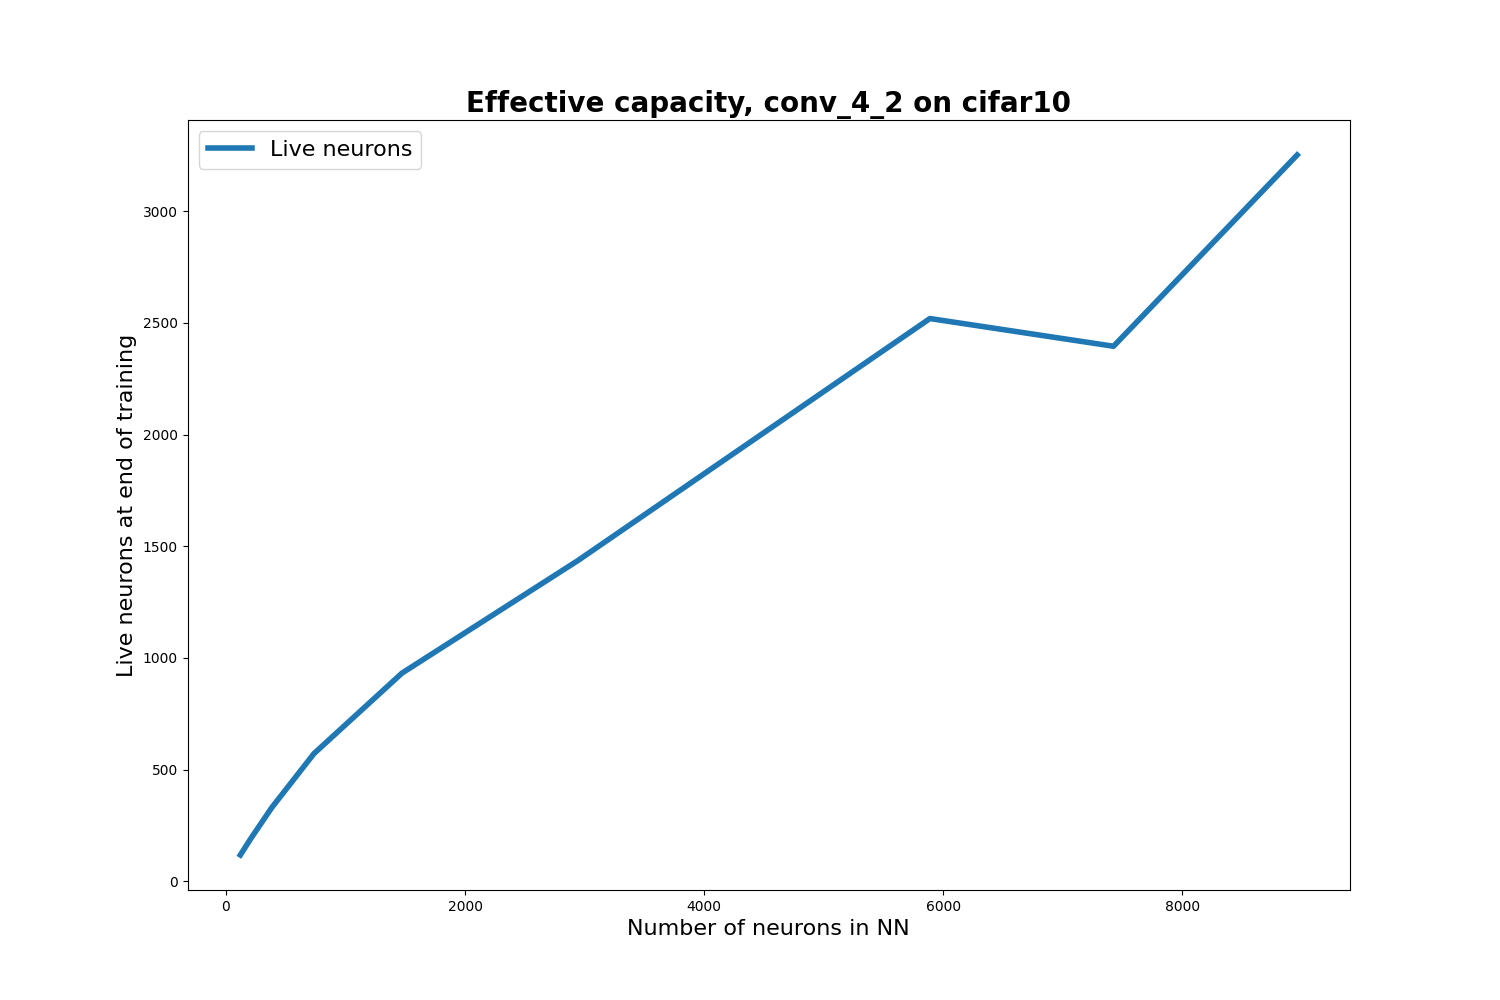 Effective capacity, conv_4_2 on cifar10
Live neurons
3000
2500
2000
1500
1000
500
0
Live neurons at end of training
0 2000 4000 6000 8000
Number of neurons in NN